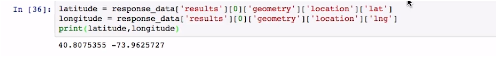 In [36]: latitude = response_data['results'][0]['geometry']['location']['lat']
longitude = response_data['results'][0]['geometry']['location']['lng']
print(latitude,longitude)
40.8075355 -73.9625727